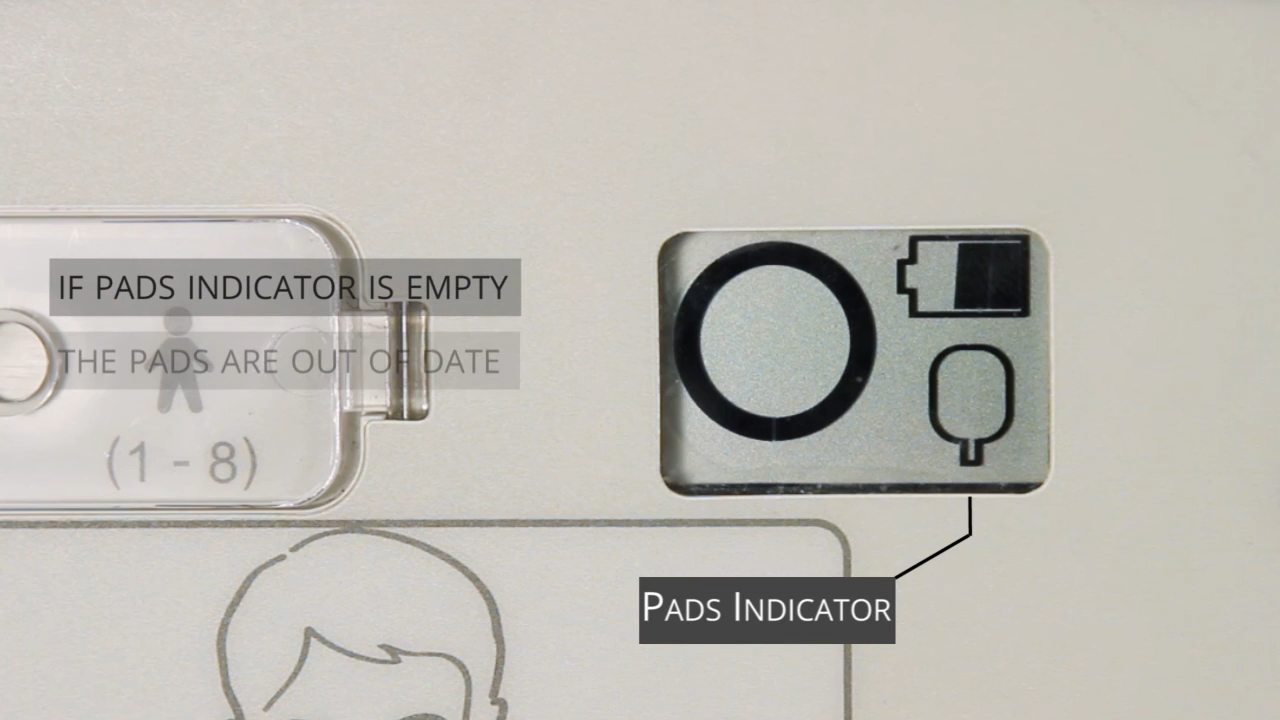 IF PADS INDICATOR IS EMPTY
THE PADS ARE OUT OF DATE
(1 - 8)
PADS INDICATOR